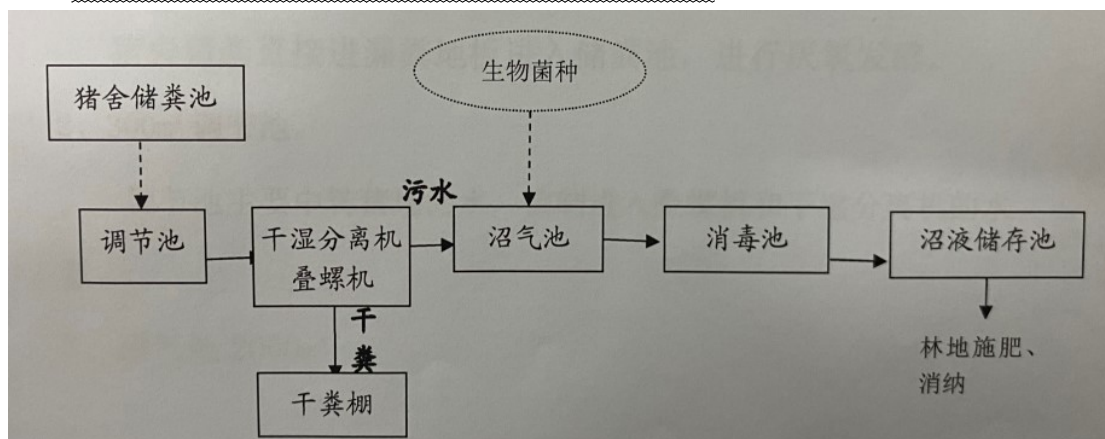 生物菌种
猪舍储粪池
污水
调节池
干湿分离机
叠螺机
沼气池
消毒池
沼液储存池
干
粪
干粪棚
林地施肥、
消纳